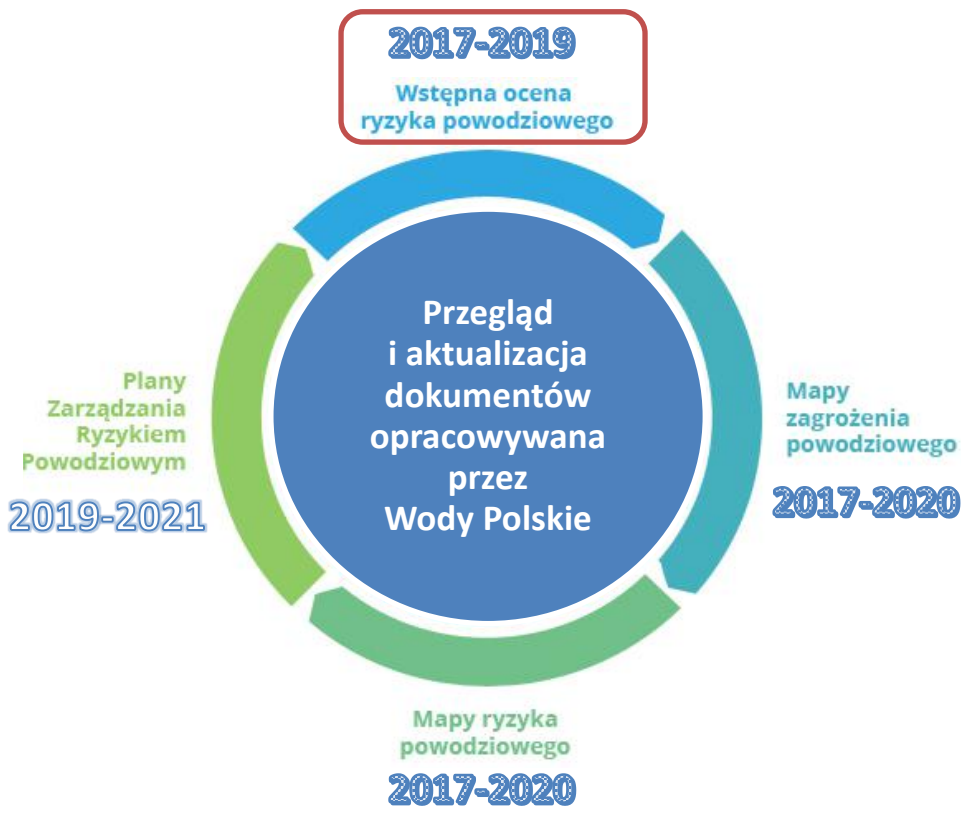 2017-2019
Wstępna ocena
ryzyka powodziowego
Przegląd
i aktualizacja
dokumentów
opracowywana
przez
Wody Polskie
Mapy
zagrożenia
powodziowego
2017-2020
Mapy ryzyka
powodziowego
2017-2020
Plany
Zarządzania
Ryzykiem
Powodziowym
2019-2021